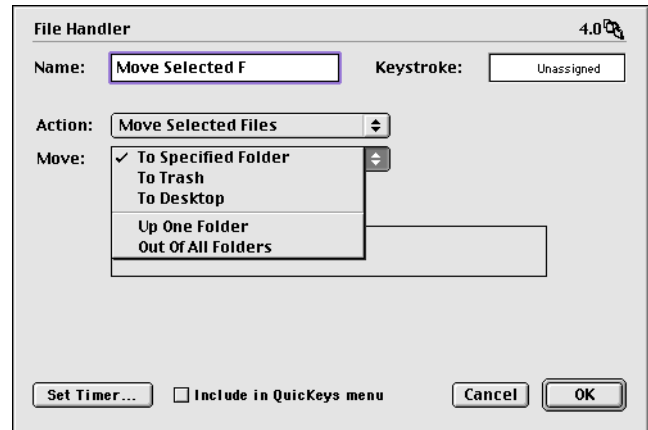 File Handler 4.0
Name: Move Selected F Keystroke: Unassigned
Action: Move Selected Files
Move: ✓ To Specified Folder
To Trash
To Desktop
Up One Folder
Out Of All Folders
Set Timer... Include in QuicKeys menu Cancel OK